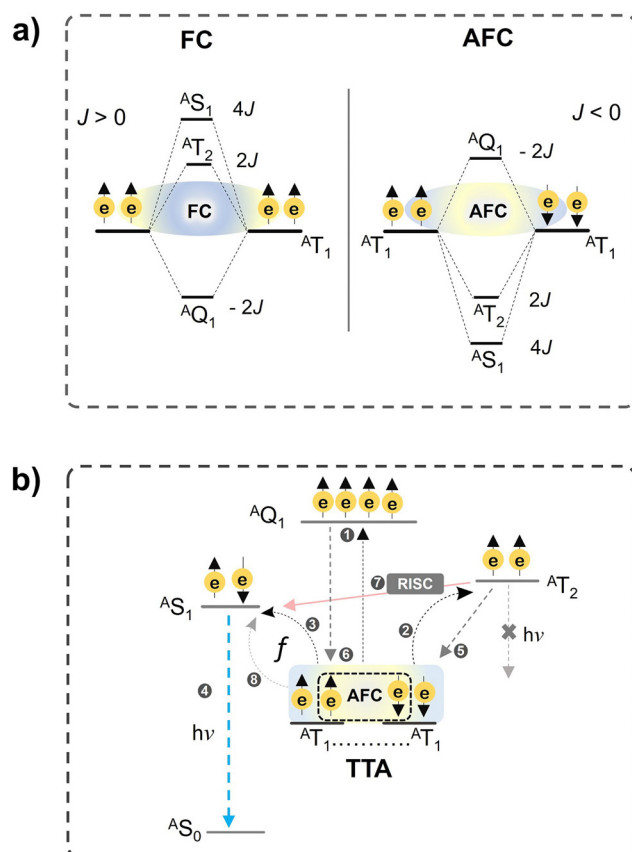 a)
FC
AFC
J > 0
ᴬS₁ 4J
ᴬT₂ 2J
e e
FC
e e
ᴬT₁
ᴬQ₁ - 2J
J < 0
ᴬQ₁ - 2J
e e
AFC
e e
ᴬT₁
ᴬT₁
ᴬT₂ 2J
ᴬS₁ 4J
b)
e e e e
ᴬQ₁
1
e e
ᴬS₁
7 RISC
e e
ᴬT₂
3
f
2
8
6
5
hν
4
hν
e e AFC e e
ᴬT₁..........ᴬT₁
TTA
ᴬS₀